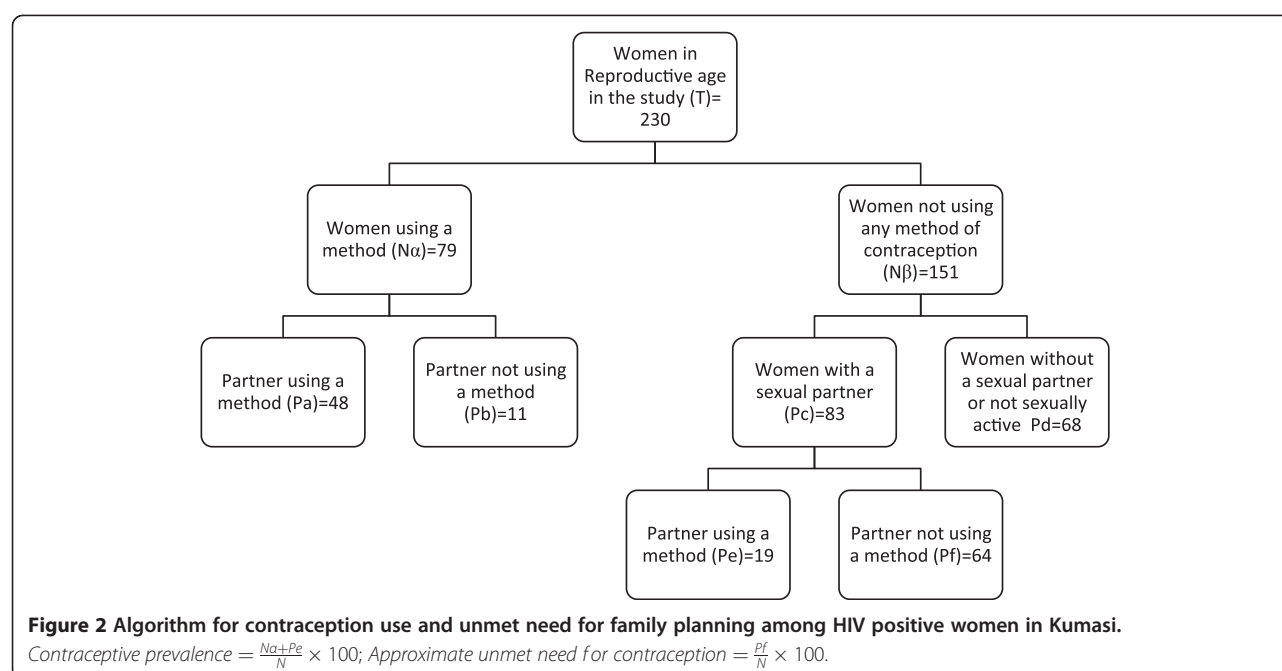 Women in
Reproductive age
in the study (T)=
230
Women using a
method (Nα)=79
Women not using
any method of
contraception
(Nβ)=151
Partner using a
method (Pa)=48
Partner not using
a method
(Pb)=11
Women with a
sexual partner
(Pc)=83
Women without
a sexual partner
or not sexually
active Pd=68
Partner using a
method (Pe)=19
Partner not using
a method (Pf)=64
Figure 2 Algorithm for contraception use and unmet need for family planning among HIV positive women in Kumasi.
Contraceptive prevalence = Nα+Pe/N × 100; Approximate unmet need for contraception = Pf/N × 100.